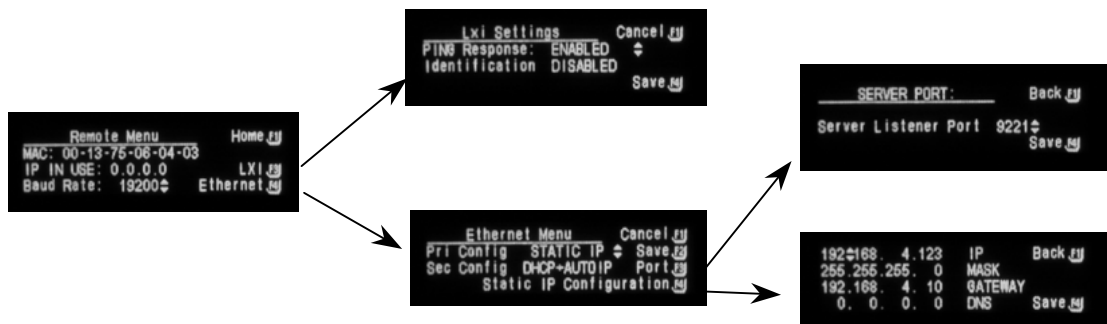 Remote Menu Home F1
MAC: 00-13-75-06-04-03
IP IN USE: 0.0.0.0 LXI F3
Baud Rate: 19200 Ethernet F4
Lxi Settings Cancel F1
PING Response: ENABLED
Identification DISABLED
Save F4
Ethernet Menu Cancel F1
Pri Config STATIC IP Save F2
Sec Config DHCP→AUTOIP Port F3
Static IP Configuration F4
SERVER PORT: Back F1
Server Listener Port 9221
Save F4
192.168. 4.123 IP Back F1
255.255.255. 0 MASK
192.168. 4. 10 GATEWAY
0. 0. 0. 0 DNS Save F4